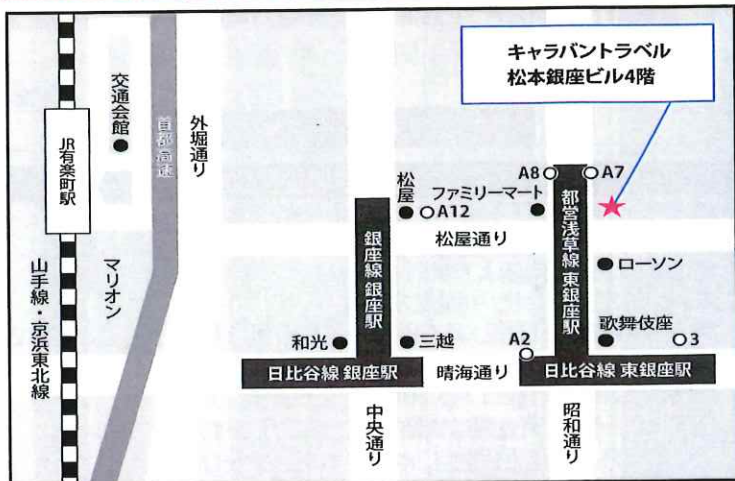 キャラバントラベル
松本銀座ビル4階
交通会館
首都高速
外堀通り
JR有楽町駅
山手線・京浜東北線
マリオン
松屋
A12
ファミリーマート
A8
A7
松屋通り
銀座線 銀座駅
都営浅草線 東銀座駅
ローソン
和光
三越
A2
歌舞伎座
3
日比谷線 銀座駅
晴海通り
日比谷線 東銀座駅
中央通り
昭和通り